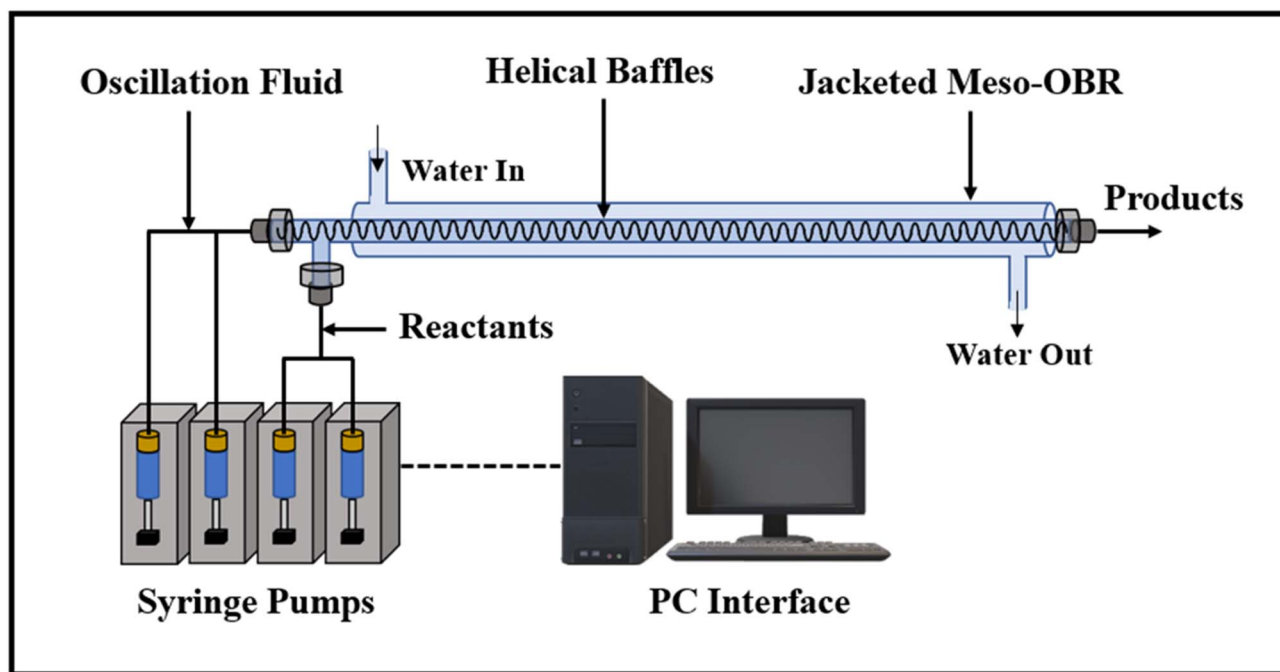 Oscillation Fluid
Helical Baffles
Jacketed Meso-OBR
Water In
Products
Reactants
Water Out
Syringe Pumps
PC Interface